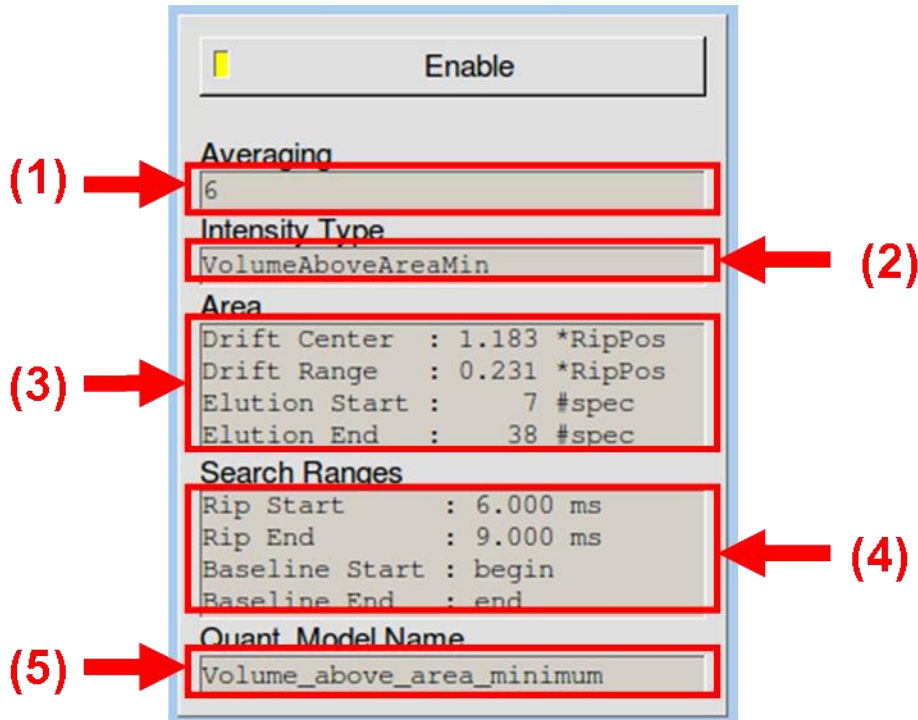 Enable
Averaging
(1)
6
Intensity Type
VolumeAboveAreaMin
(2)
Area
(3)
Drift Center : 1.183 *RipPos
Drift Range : 0.231 *RipPos
Elution Start : 7 #spec
Elution End : 38 #spec
Search Ranges
Rip Start : 6.000 ms
Rip End : 9.000 ms
Baseline Start : begin
Baseline End : end
(4)
Quant. Model Name
(5)
Volume_above_area_minimum